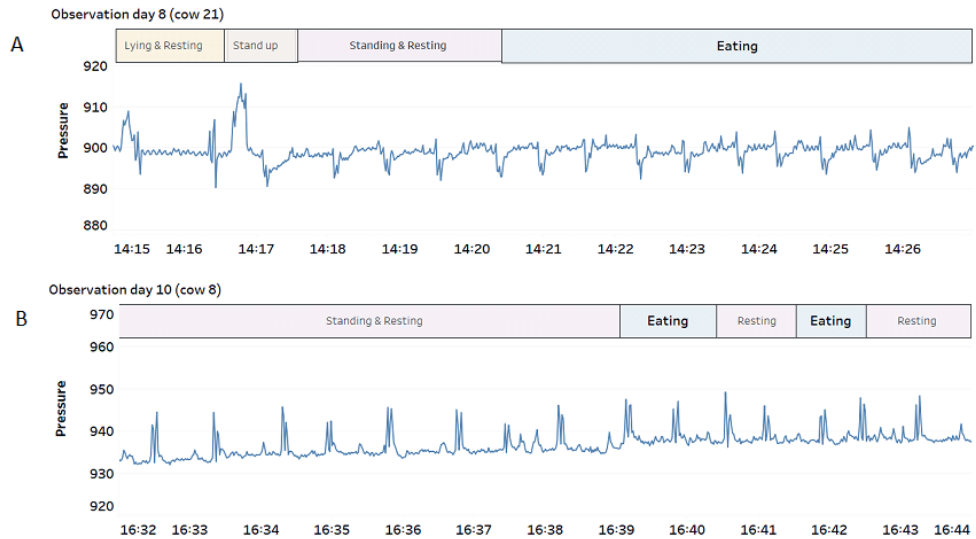 Observation day 8 (cow 21)
A
Lying & Resting Stand up Standing & Resting Eating
920
910
900
890
880
Pressure
14:15 14:16 14:17 14:18 14:19 14:20 14:21 14:22 14:23 14:24 14:25 14:26
Observation day 10 (cow 8)
B
Standing & Resting Eating Resting Eating Resting
970
960
950
940
930
920
Pressure
16:32 16:33 16:34 16:35 16:36 16:37 16:38 16:39 16:40 16:41 16:42 16:43 16:44